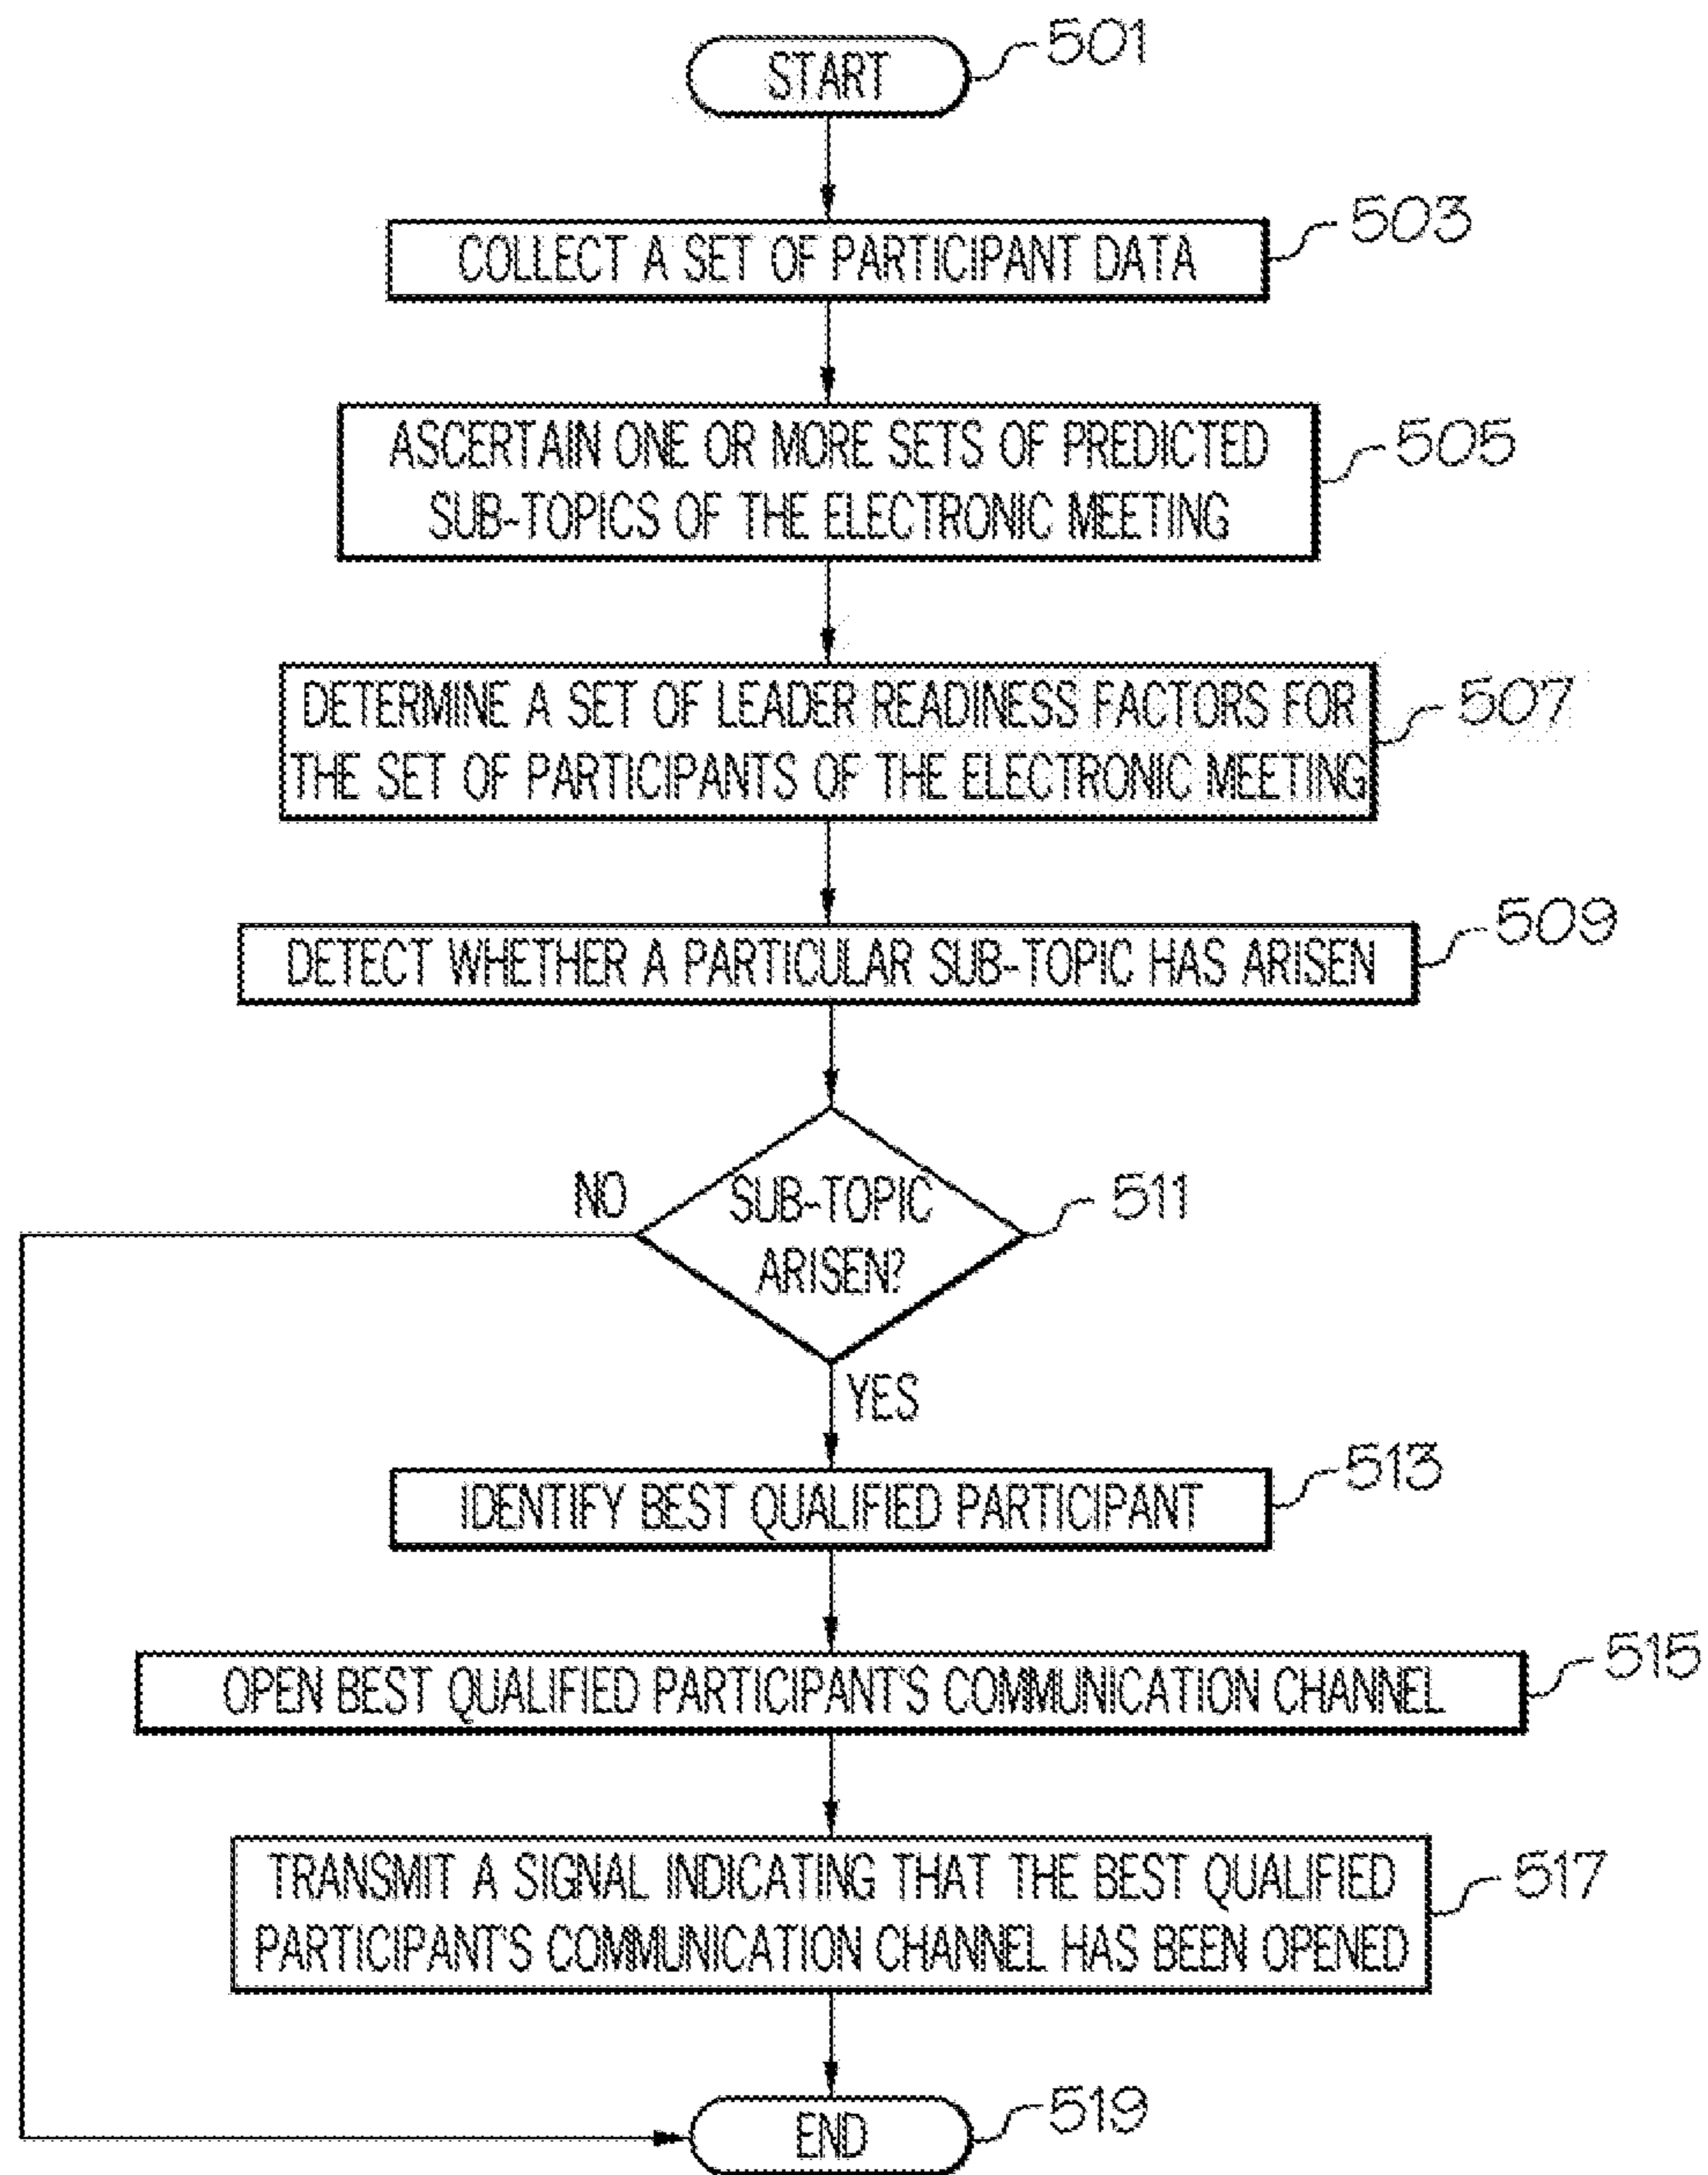 START
501
COLLECT A SET OF PARTICIPANT DATA
503
ASCERTAIN ONE OR MORE SETS OF PREDICTED
SUB-TOPICS OF THE ELECTRONIC MEETING
505
DETERMINE A SET OF LEADER READINESS FACTORS FOR
THE SET OF PARTICIPANTS OF THE ELECTRONIC MEETING
507
DETECT WHETHER A PARTICULAR SUB-TOPIC HAS ARISEN
509
NO
SUB-TOPIC
ARISEN?
511
YES
IDENTIFY BEST QUALIFIED PARTICIPANT
513
OPEN BEST QUALIFIED PARTICIPANT'S COMMUNICATION CHANNEL
515
TRANSMIT A SIGNAL INDICATING THAT THE BEST QUALIFIED
PARTICIPANT'S COMMUNICATION CHANNEL HAS BEEN OPENED
517
END
519